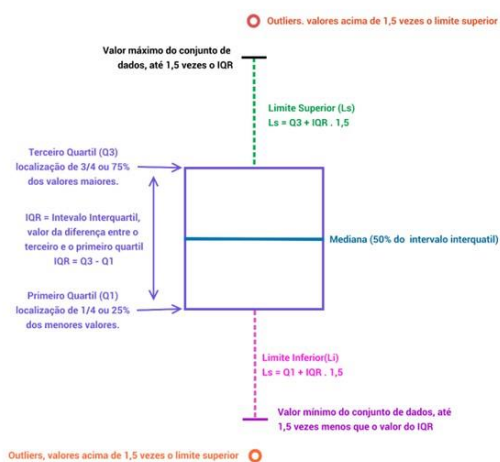 Outliers. valores acima de 1,5 vezes o limite superior
Valor máximo do conjunto de
dados, até 1,5 vezes o IQR
Limite Superior (Ls)
Ls = Q3 + IQR . 1,5
Terceiro Quartil (Q3)
localização de 3/4 ou 75%
dos valores maiores.
IQR = Intevalo Interquartil,
valor da diferença entre o
terceiro e o primeiro quartil
IQR = Q3 - Q1
Mediana (50% do intervalo interquatil)
Primeiro Quartil (Q1)
localização de 1/4 ou 25%
dos menores valores.
Limite Inferior(Li)
Ls = Q1 + IQR . 1,5
Valor mínimo do conjunto de dados, até
1,5 vezes menos que o valor do IQR
Outliers, valores acima de 1,5 vezes o limite superior